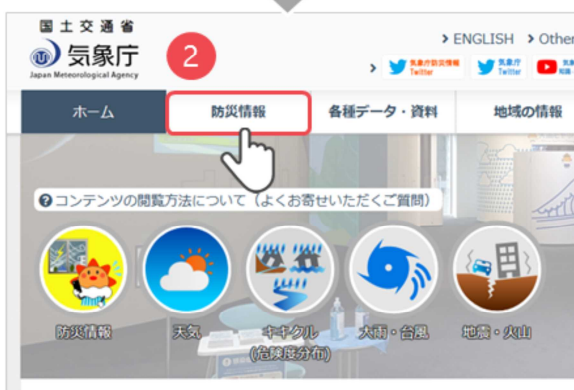 国土交通省
気象庁
Japan Meteorological Agency
2
> ENGLISH > Other
> 気象庁防災情報 Twitter 気象庁 Twitter
ホーム 防災情報 各種データ・資料 地域の情報
? コンテンツの閲覧方法について（よくお寄せいただくご質問）
防災情報 天気 キキクル 大雨・台風 地震・火山
(危険度分布)